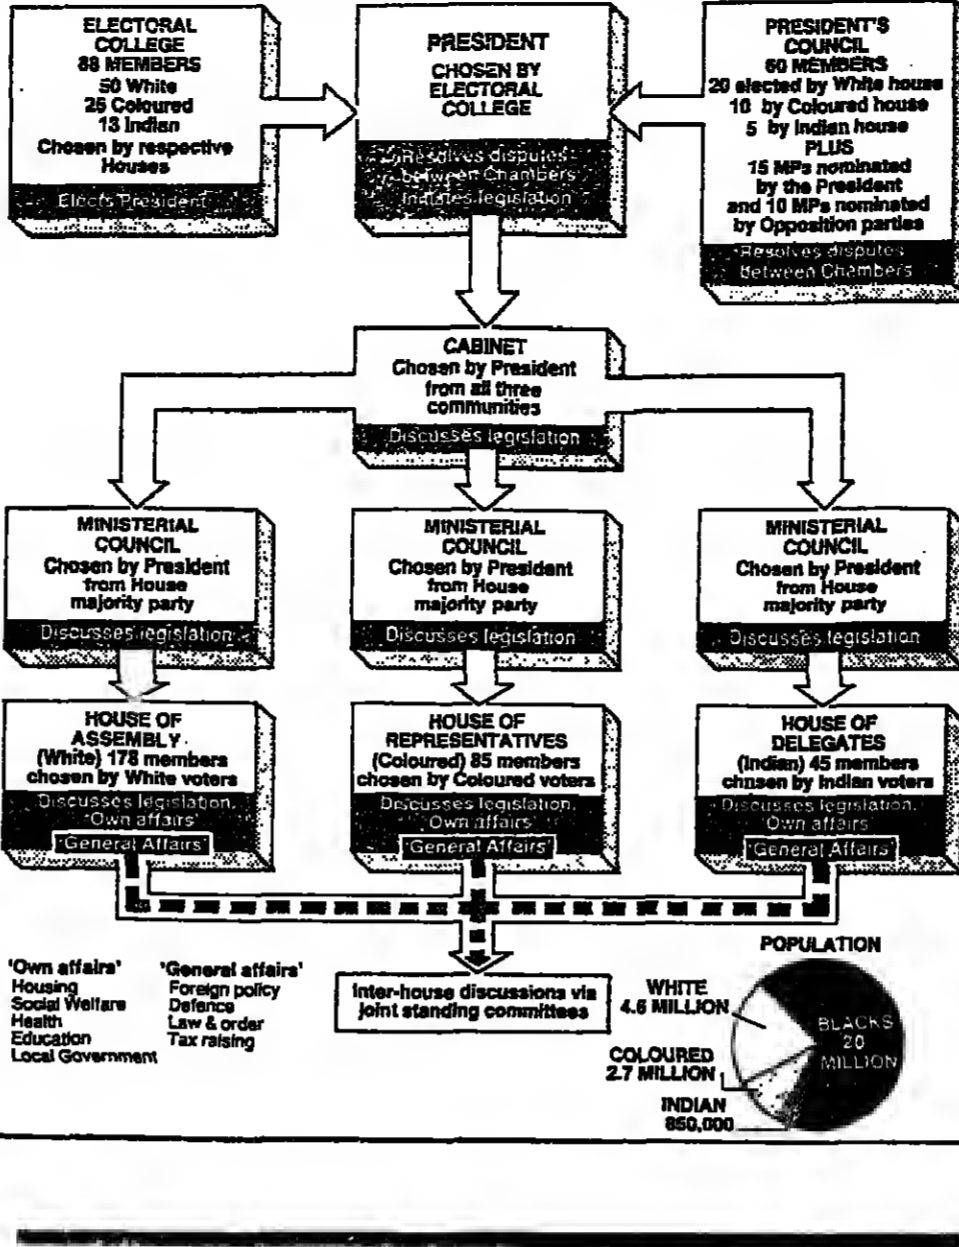 ELECTORAL
COLLEGE
88 MEMBERS
50 White
25 Coloured
13 Indian
Chosen by respective
Houses
Elects President
PRESIDENT
CHOSEN BY
ELECTORAL
COLLEGE
Resolves disputes
between Chambers
Initiates legislation
PRESIDENT'S
COUNCIL
60 MEMBERS
20 elected by White house
10 by Coloured house
5 by Indian house
PLUS
15 MPs nominated
by the President
and 10 MPs nominated
by Opposition parties
Resolves disputes
Between Chambers
CABINET
Chosen by President
from all three
communities
Discusses legislation
MINISTERIAL
COUNCIL
Chosen by President
from House
majority party
Discusses legislation
MINISTERIAL
COUNCIL
Chosen by President
from House
majority party
Discusses legislation
MINISTERIAL
COUNCIL
Chosen by President
from House
majority party
Discusses legislation
HOUSE OF
ASSEMBLY
(White) 178 members
chosen by White voters
Discusses legislation.
'Own affairs'
'General Affairs'
HOUSE OF
REPRESENTATIVES
(Coloured) 85 members
chosen by Coloured voters
Discusses legislation.
'Own affairs'
'General Affairs'
HOUSE OF
DELEGATES
(Indian) 45 members
chosen by Indian voters
Discusses legislation.
'Own affairs'
'General Affairs'
'Own affairs'
Housing
Social Welfare
Health
Education
Local Government
'General affairs'
Foreign policy
Defence
Law & order
Tax raising
Inter-house discussions via
joint standing committees
POPULATION
WHITE
4.6 MILLION
COLOURED
2.7 MILLION
INDIAN
850,000
BLACKS
20
MILLION